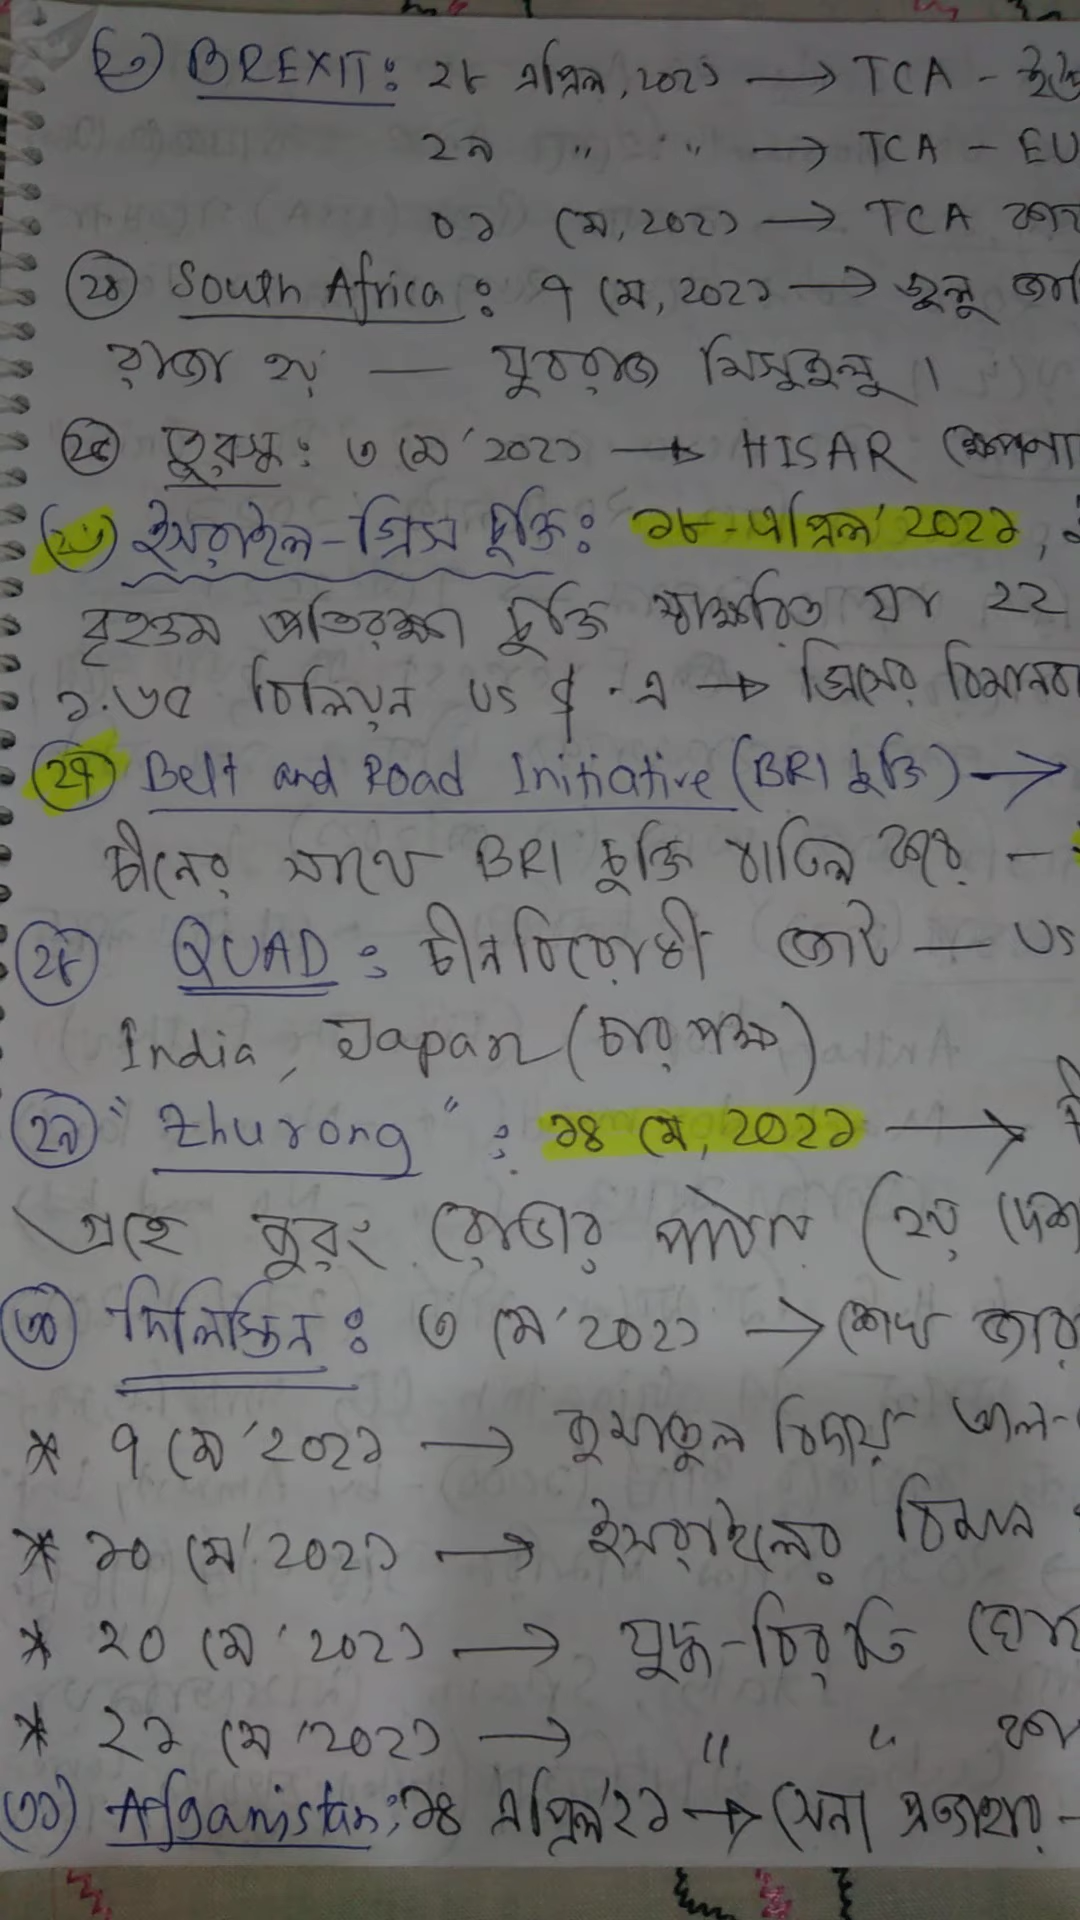 ২৩ BREXIT: ২৮ এপ্রিল, ২০২১ → TCA -
২৯ " " → TCA - EU
০১ মে, ২০২১ → TCA
২৪ South Africa: ৭ মে, ২০২১ → জুলু
রাজা হয় — যুবরাজ মিসুজুলু।
২৫ তুরস্ক: ৩ মে '২০২১ → HISAR
২৬ ইসরাইল-গ্রিস চুক্তি: ১৮-এপ্রিল' ২০২১,
বৃহত্তম প্রতিরক্ষা চুক্তি স্বাক্ষরিত যা ২২
১.৬৫ বিলিয়ন US $ -এ → গ্রিসের
২৭ Belt and Road Initiative (BRI চুক্তি) →
চীনের সাথে BRI চুক্তি বাতিল করে -
২৮ QUAD: চীনবিরোধী জোট — US
India, Japan (চারপক্ষ)
২৯ "Zhurong": ১৪ মে, ২০২১ →
গ্রহে জুরং রোভার পাঠান (২য় দেশ
৩০ ফিলিস্তিন: ৩ মে '২০২১ → শেখ
* ৭ মে '২০২১ → জুমাতুল বিদায় আল-
* ১০ মে '২০২১ → ইসরাইলের বিমান
* ২০ মে '২০২১ → যুদ্ধ-বিরতি
* ২১ মে '২০২১ → " "
৩১) Afganistan: ১৪ এপ্রিল'২১ → সেনা প্রত্যাহার -